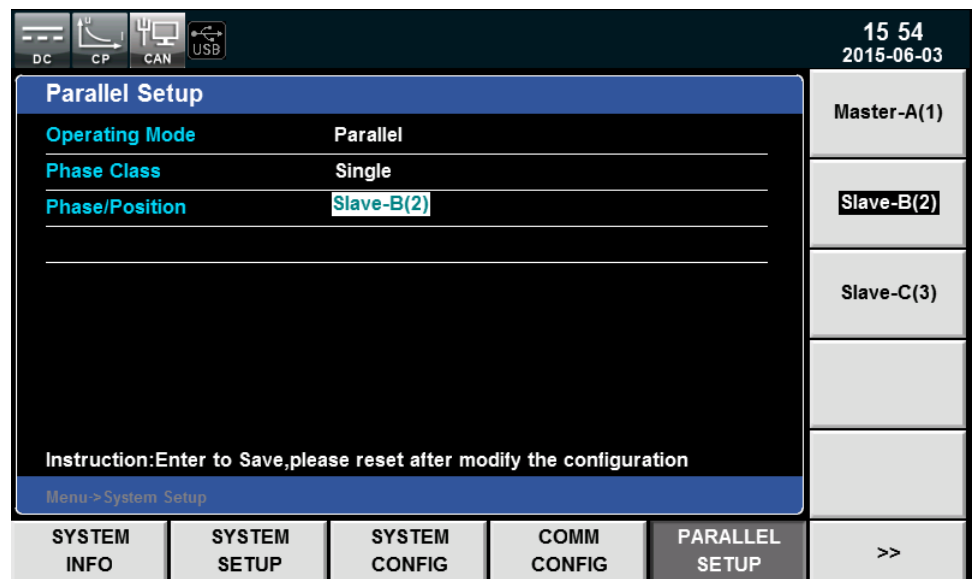 DC CP U I CAN USB 15 54
2015-06-03
Parallel Setup
Operating Mode Parallel
Phase Class Single
Phase/Position Slave-B(2)
Instruction:Enter to Save,please reset after modify the configuration
Menu->System Setup
Master-A(1)
Slave-B(2)
Slave-C(3)
SYSTEM INFO
SYSTEM SETUP
SYSTEM CONFIG
COMM CONFIG
PARALLEL SETUP
>>